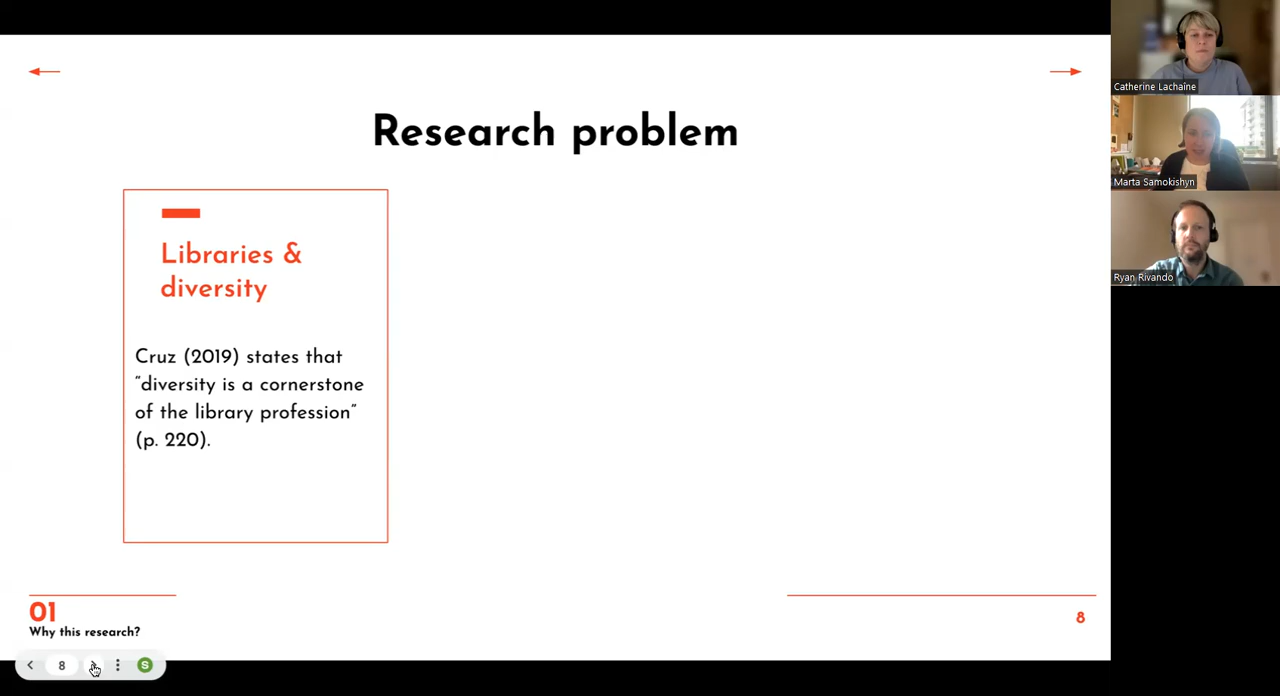 Research problem
Libraries &
diversity
Cruz (2019) states that
"diversity is a cornerstone
of the library profession"
(p. 220).
01
Why this research?
8
8
S
Catherine Lachaîne
Marta Samokishyn
Ryan Rivando